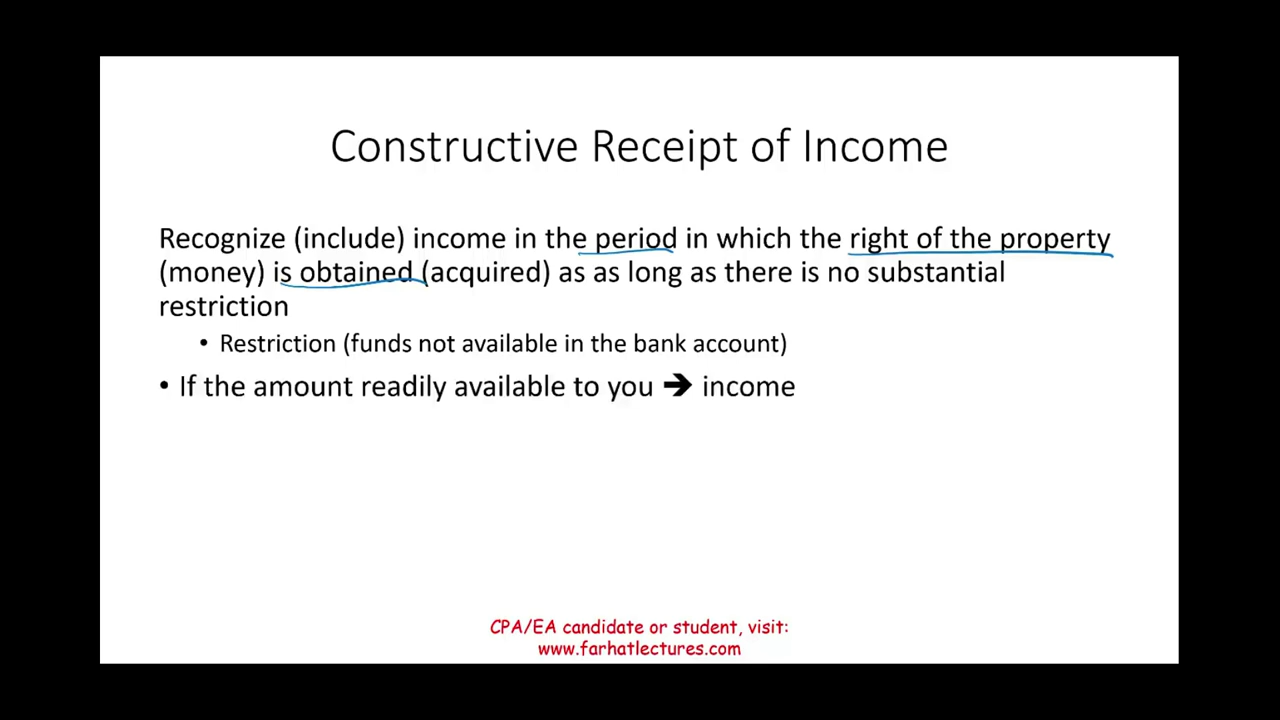 Constructive Receipt of Income
Recognize (include) income in the period in which the right of the property
(money) is obtained (acquired) as as long as there is no substantial
restriction
• Restriction (funds not available in the bank account)
• If the amount readily available to you ➔ income
CPA/EA candidate or student, visit:
www.farhatlectures.com